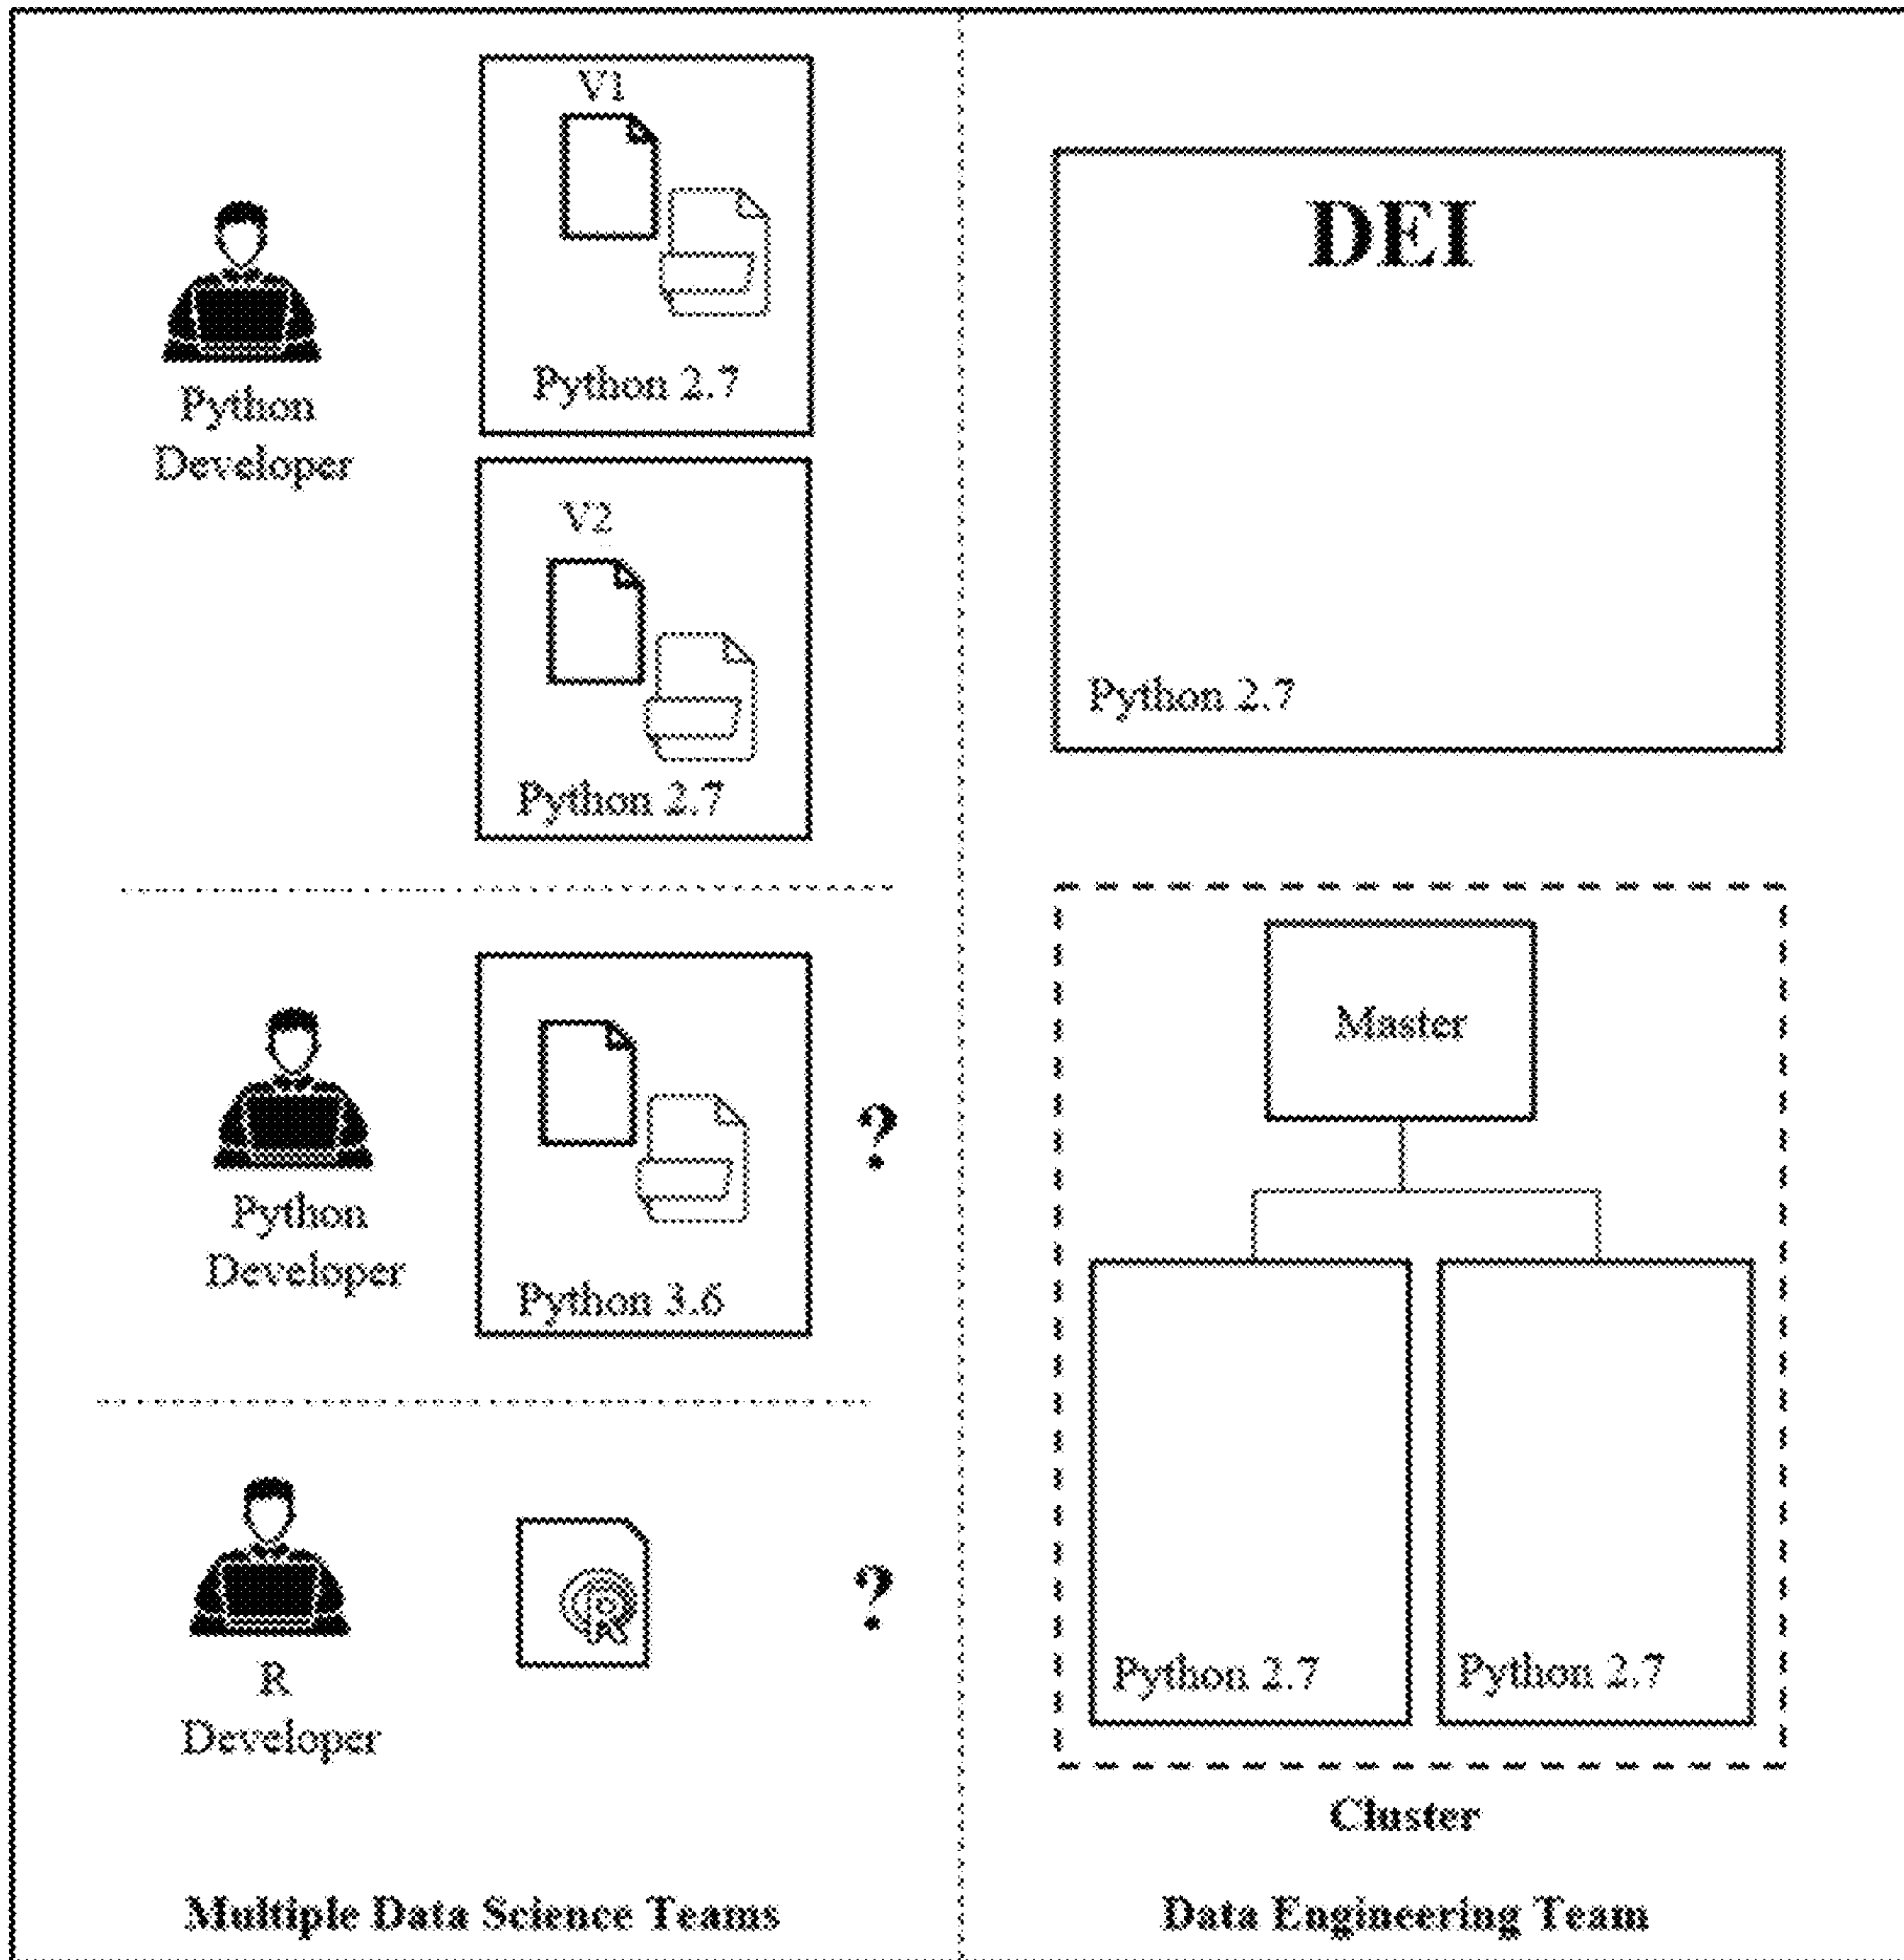 V1
Python 2.7
Python
Developer
V2
Python 2.7
Python
Developer
Python 3.6
?
R
Developer
R
?
Multiple Data Science Teams
DEI
Python 2.7
Master
Python 2.7
Python 2.7
Cluster
Data Engineering Team